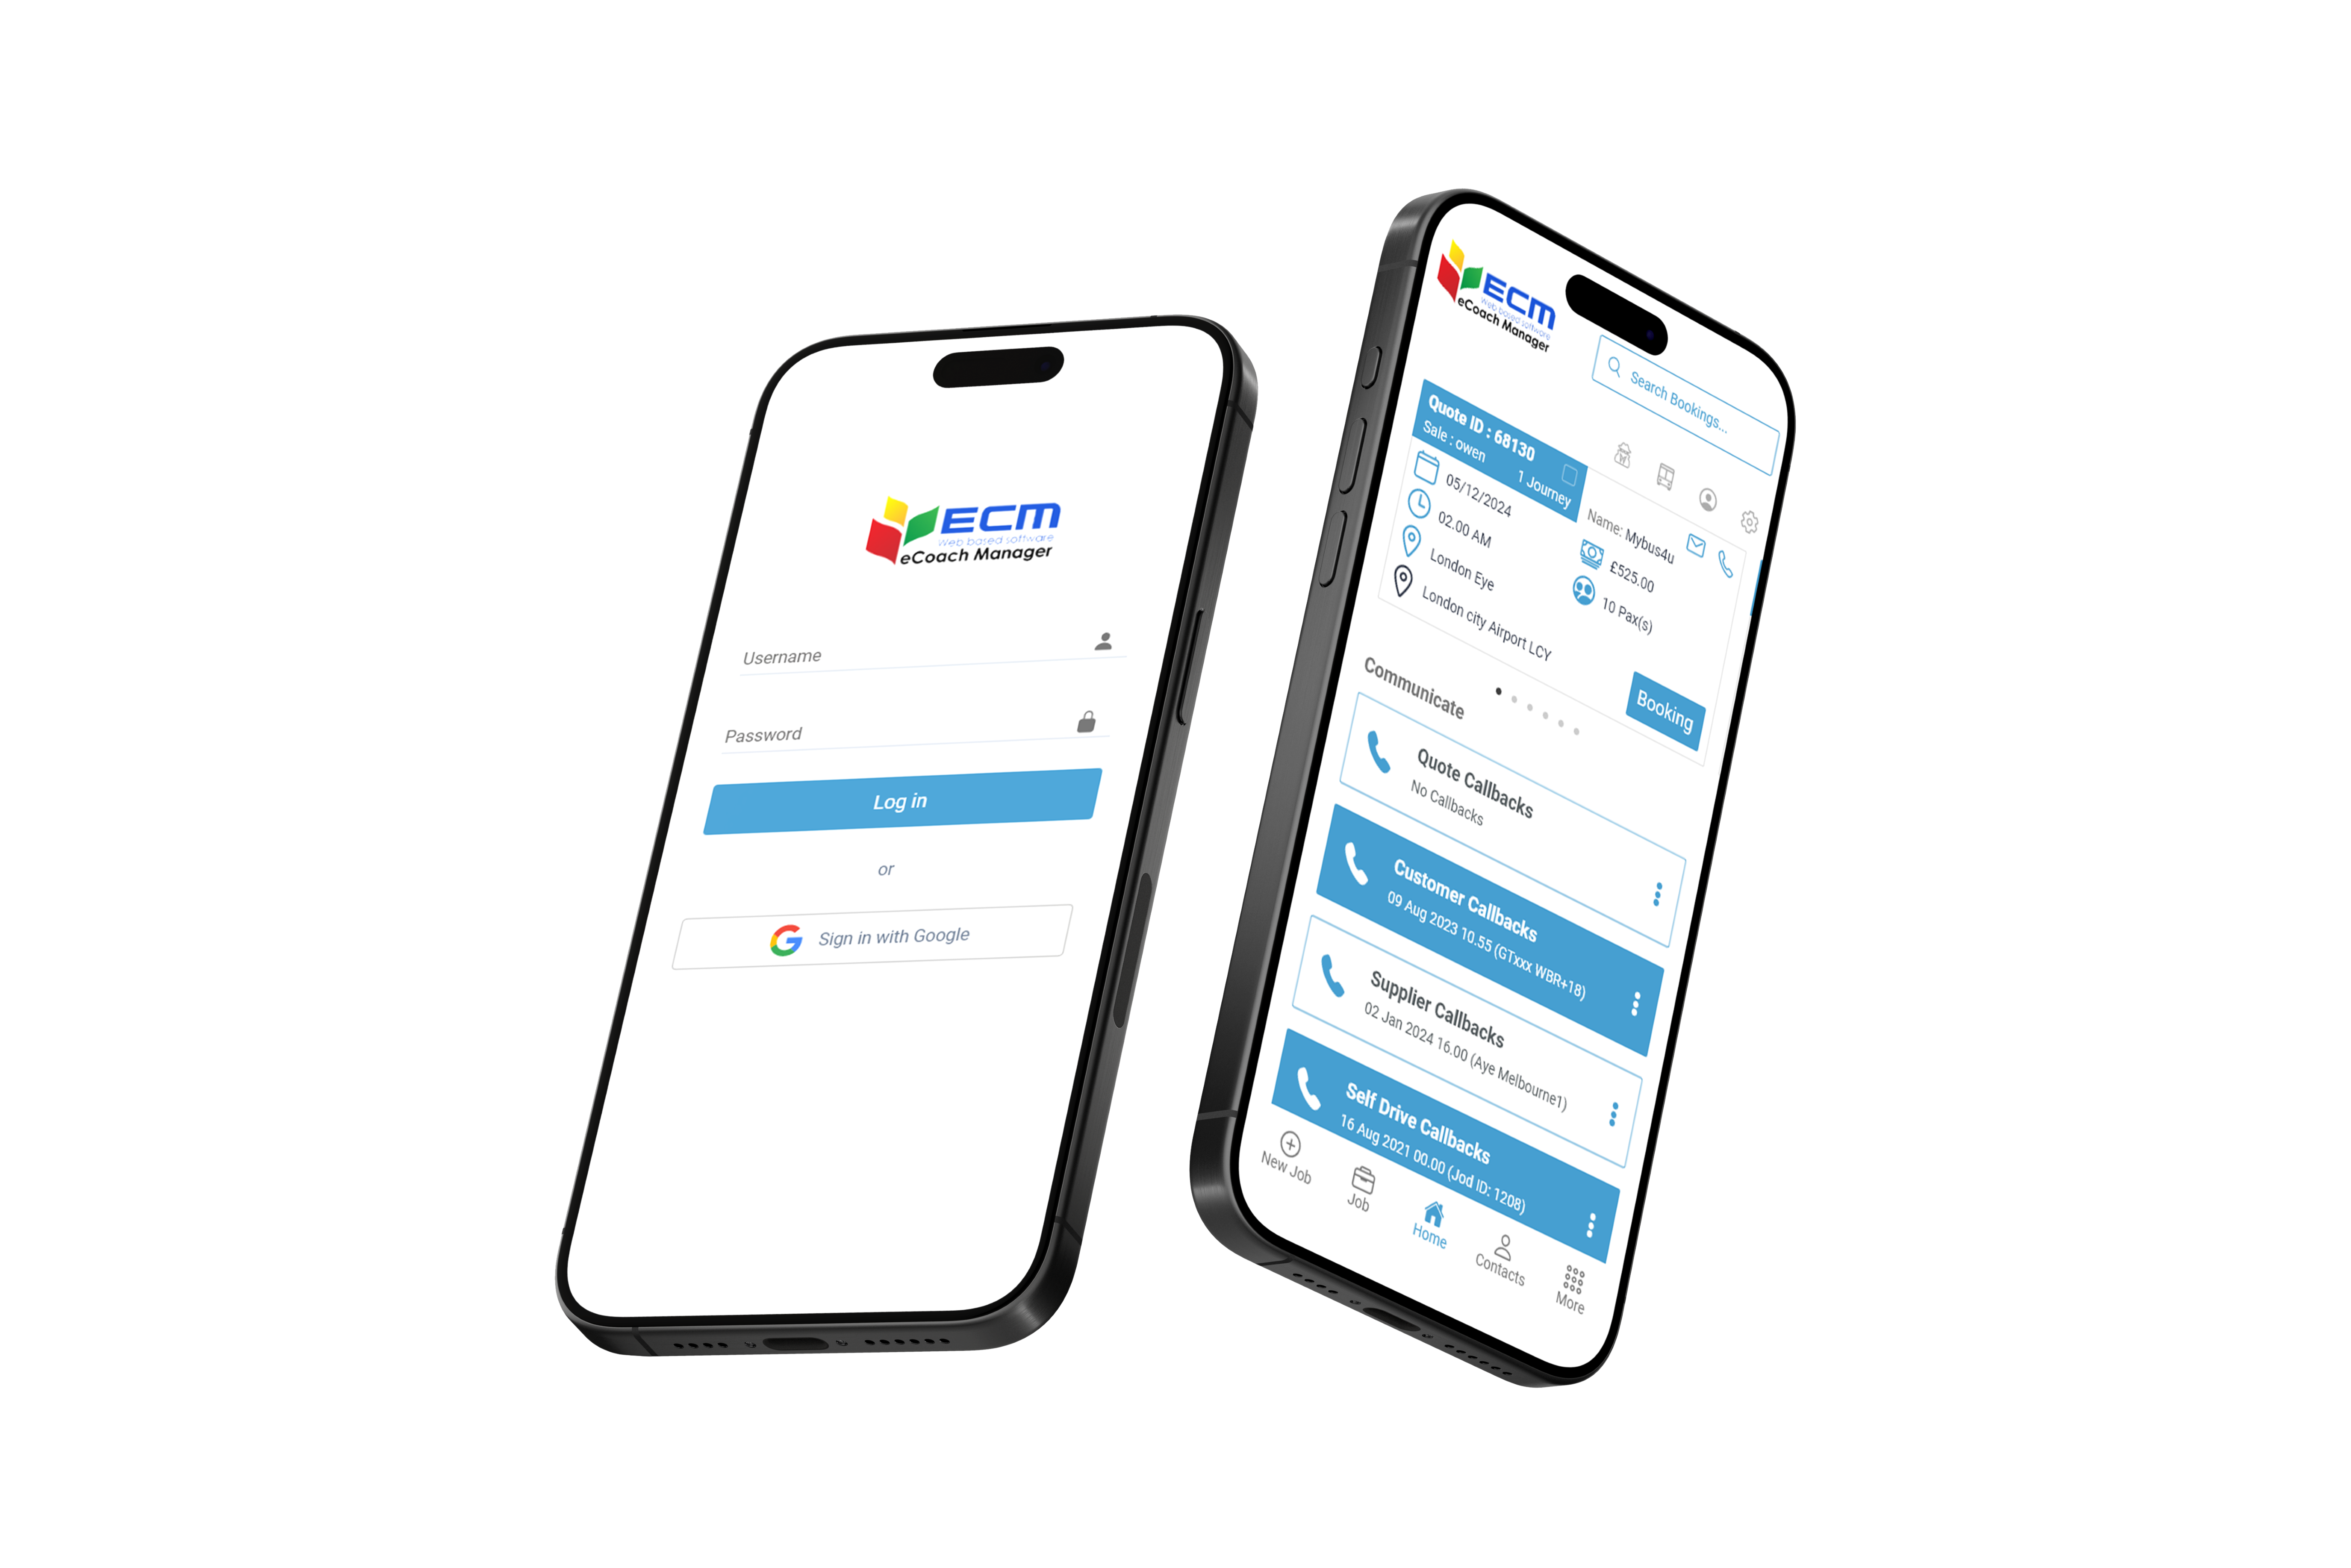 ECM
Web based software
eCoach Manager
Username
Password
Log in
or
Sign in with Google
ECM
Web based software
eCoach Manager
Search Bookings...
Quote ID : 68130
Sale : owen
1 Journey
Name: Mybus4u
05/12/2024
£525.00
02.00 AM
10 Pax(s)
London Eye
London city Airport LCY
Booking
Communicate
Quote Callbacks
No Callbacks
Customer Callbacks
09 Aug 2023 10.55 (GTxxx WBR+18)
Supplier Callbacks
02 Jan 2024 16.00 (Aye Melbourne1)
Self Drive Callbacks
16 Aug 2021 00.00 (Jod ID: 1208)
New Job
Job
Home
Contacts
More